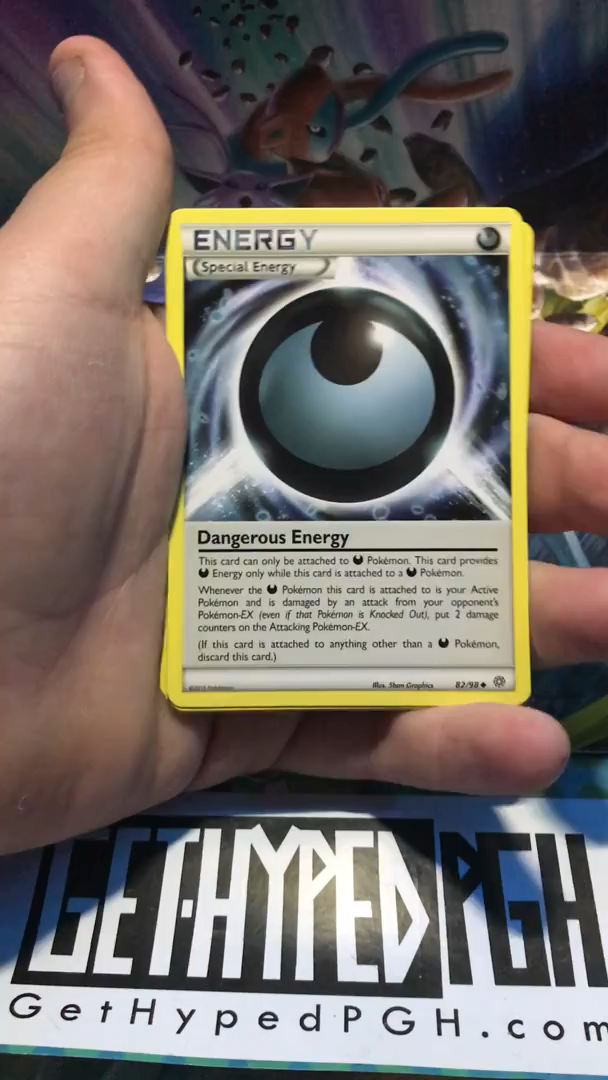 ENERGY
Special Energy
Dangerous Energy
This card can only be attached to Pokémon. This card provides
Energy only while this card is attached to a Pokémon.
Whenever the Pokémon this card is attached to is your Active
Pokémon and is damaged by an attack from your opponent's
Pokémon-EX (even if that Pokémon is Knocked Out), put 2 damage
counters on the Attacking Pokémon-EX.
(If this card is attached to anything other than a Pokémon,
discard this card.)
©2015 Pokémon Illus. 5ban Graphics 82/98
GET-HYPEDPGH
GetHypedPGH.com